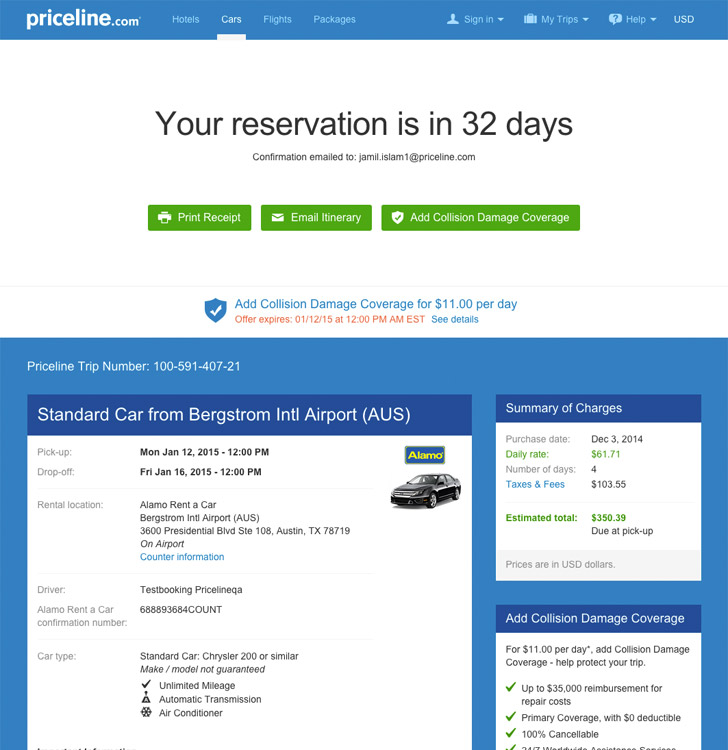 priceline.com
Hotels Cars Flights Packages Sign in My Trips Help USD
Your reservation is in 32 days
Confirmation emailed to: jamil.islam1@priceline.com
Print Receipt Email Itinerary Add Collision Damage Coverage
Add Collision Damage Coverage for $11.00 per day
Offer expires: 01/12/15 at 12:00 PM AM EST See details
Priceline Trip Number: 100-591-407-21
Standard Car from Bergstrom Intl Airport (AUS)
Pick-up: Mon Jan 12, 2015 - 12:00 PM
Drop-off: Fri Jan 16, 2015 - 12:00 PM
Alamo
Rental location: Alamo Rent a Car
Bergstrom Intl Airport (AUS)
3600 Presidential Blvd Ste 108, Austin, TX 78719
On Airport
Counter information
Driver: Testbooking Pricelineqa
Alamo Rent a Car
confirmation number: 688893684COUNT
Car type: Standard Car: Chrysler 200 or similar
Make / model not guaranteed
Unlimited Mileage
Automatic Transmission
Air Conditioner
Summary of Charges
Purchase date: Dec 3, 2014
Daily rate: $61.71
Number of days: 4
Taxes & Fees $103.55
Estimated total: $350.39
Due at pick-up
Prices are in USD dollars.
Add Collision Damage Coverage
For $11.00 per day*, add Collision Damage
Coverage - help protect your trip.
Up to $35,000 reimbursement for
repair costs
Primary Coverage, with $0 deductible
100% Cancellable